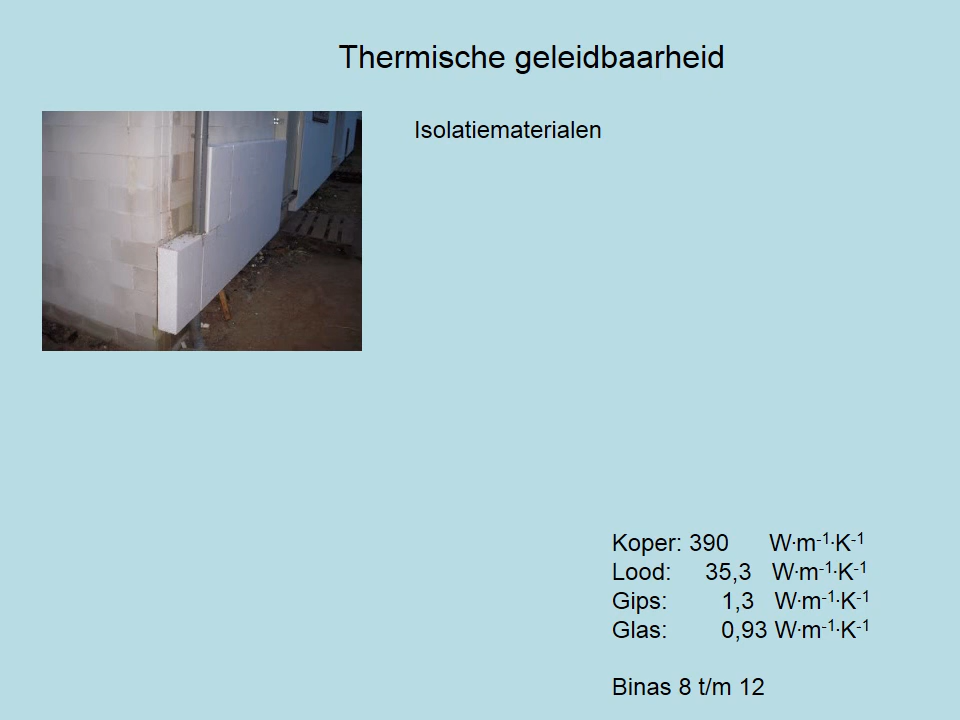 Thermische geleidbaarheid
Isolatiematerialen
Koper: 390 W·m-1·K-1
Lood: 35,3 W·m-1·K-1
Gips: 1,3 W·m-1·K-1
Glas: 0,93 W·m-1·K-1
Binas 8 t/m 12